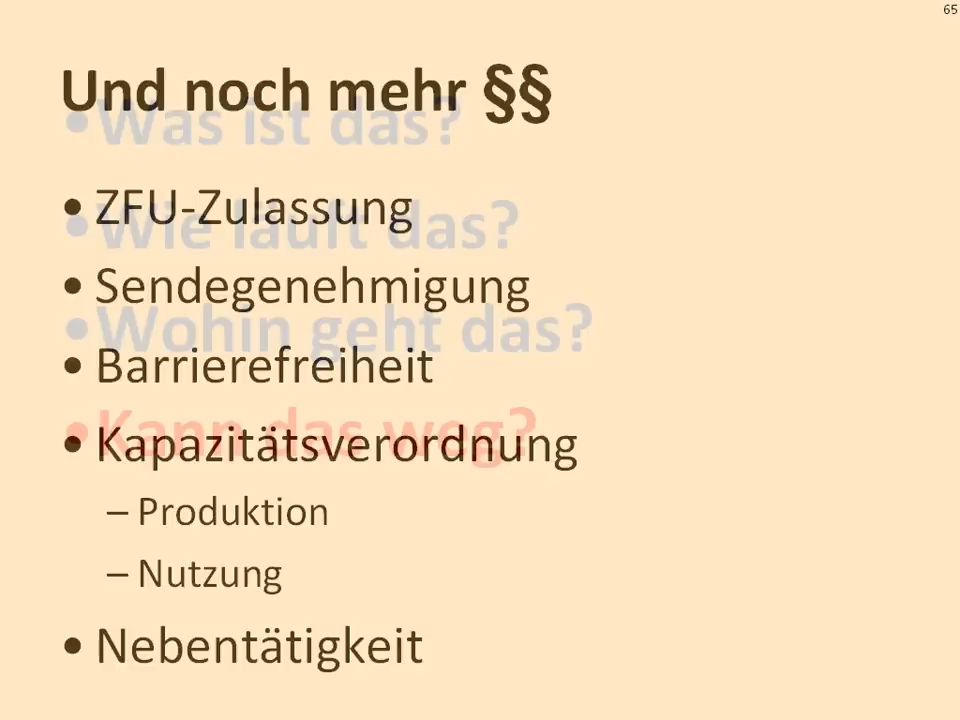 65
Und noch mehr §§
•Was ist das?
• ZFU-Zulassung
•Wie läuft das?
• Sendegenehmigung
•Wohin geht das?
• Barrierefreiheit
•Kann das weg?
• Kapazitätsverordnung
– Produktion
– Nutzung
• Nebentätigkeit